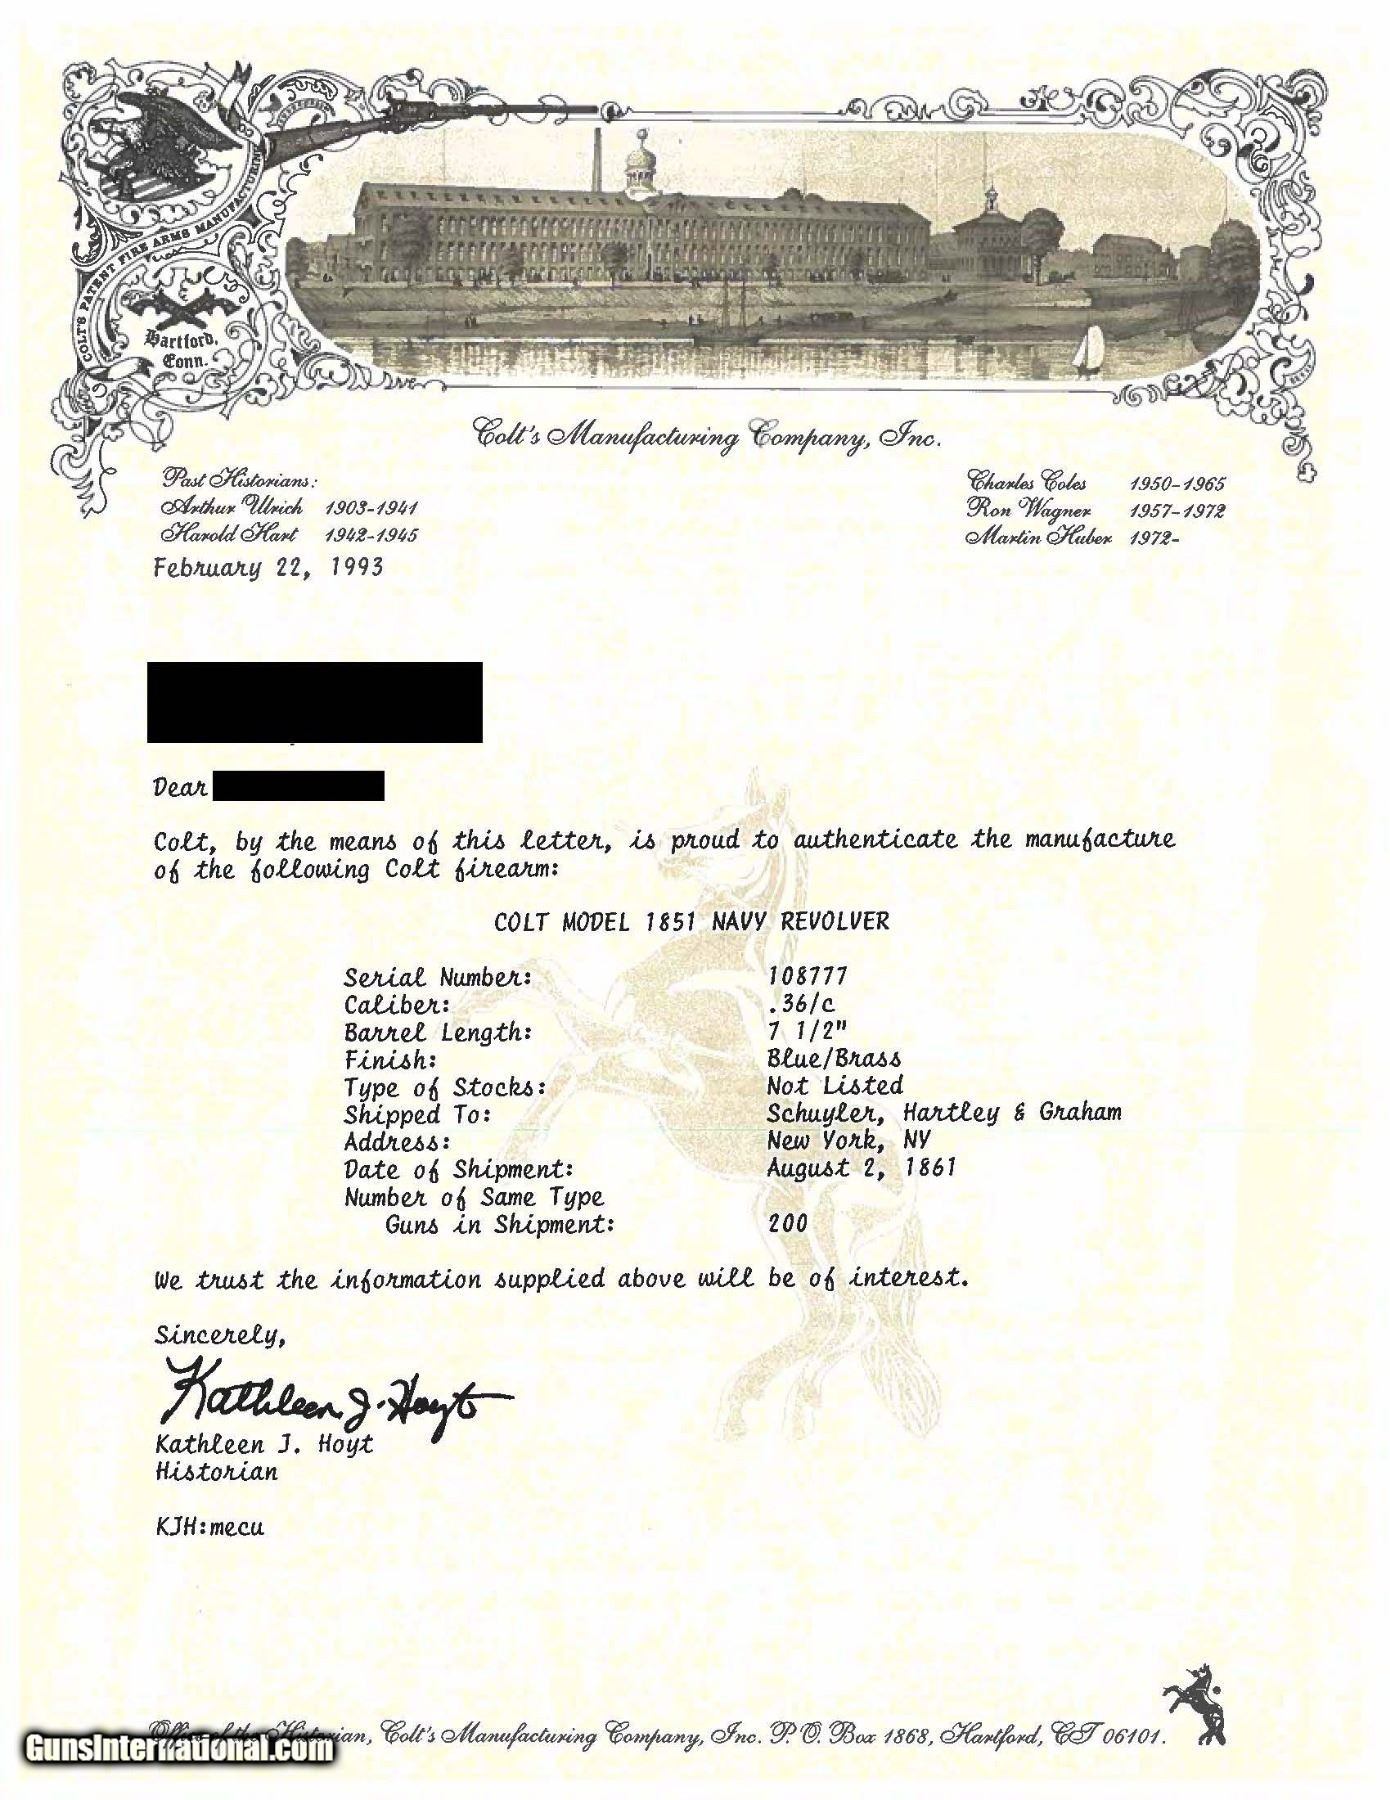 COLT'S PATENT FIRE ARMS MANUFACTURING
Hartford,
Conn.
Colt's Manufacturing Company, Inc.
Past Historians:
Arthur Ulrich 1903-1941
Harold Hart 1942-1945
Charles Coles 1950-1965
Ron Wagner 1957-1972
Martin Huber 1972-
February 22, 1993
Dear
Colt, by the means of this letter, is proud to authenticate the manufacture
of the following Colt firearm:
COLT MODEL 1851 NAVY REVOLVER
Serial Number: 108777
Caliber: .36/c
Barrel Length: 7 1/2"
Finish: Blue/Brass
Type of Stocks: Not Listed
Shipped To: Schuyler, Hartley & Graham
Address: New York, NY
Date of Shipment: August 2, 1861
Number of Same Type
Guns in Shipment: 200
We trust the information supplied above will be of interest.
Sincerely,
Kathleen J. Hoyt
Kathleen J. Hoyt
Historian
KJH:mecu
Office of the Historian, Colt's Manufacturing Company, Inc. P.O. Box 1868, Hartford, CT 06101.
GunsInternational.com